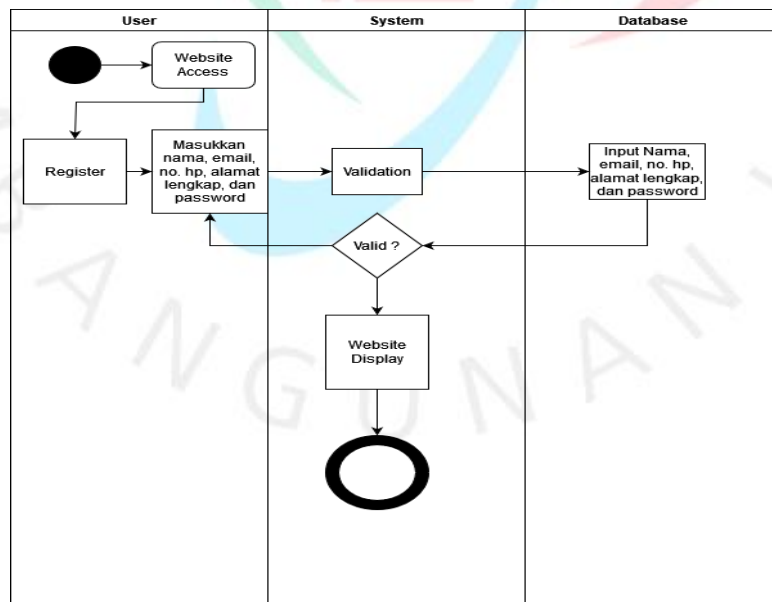 User
System
Database
Website
Access
Register
Masukkan
nama, email,
no. hp, alamat
lengkap, dan
password
Validation
Input Nama,
email, no. hp,
alamat lengkap,
dan password
Valid ?
Website
Display
ANGUNAN